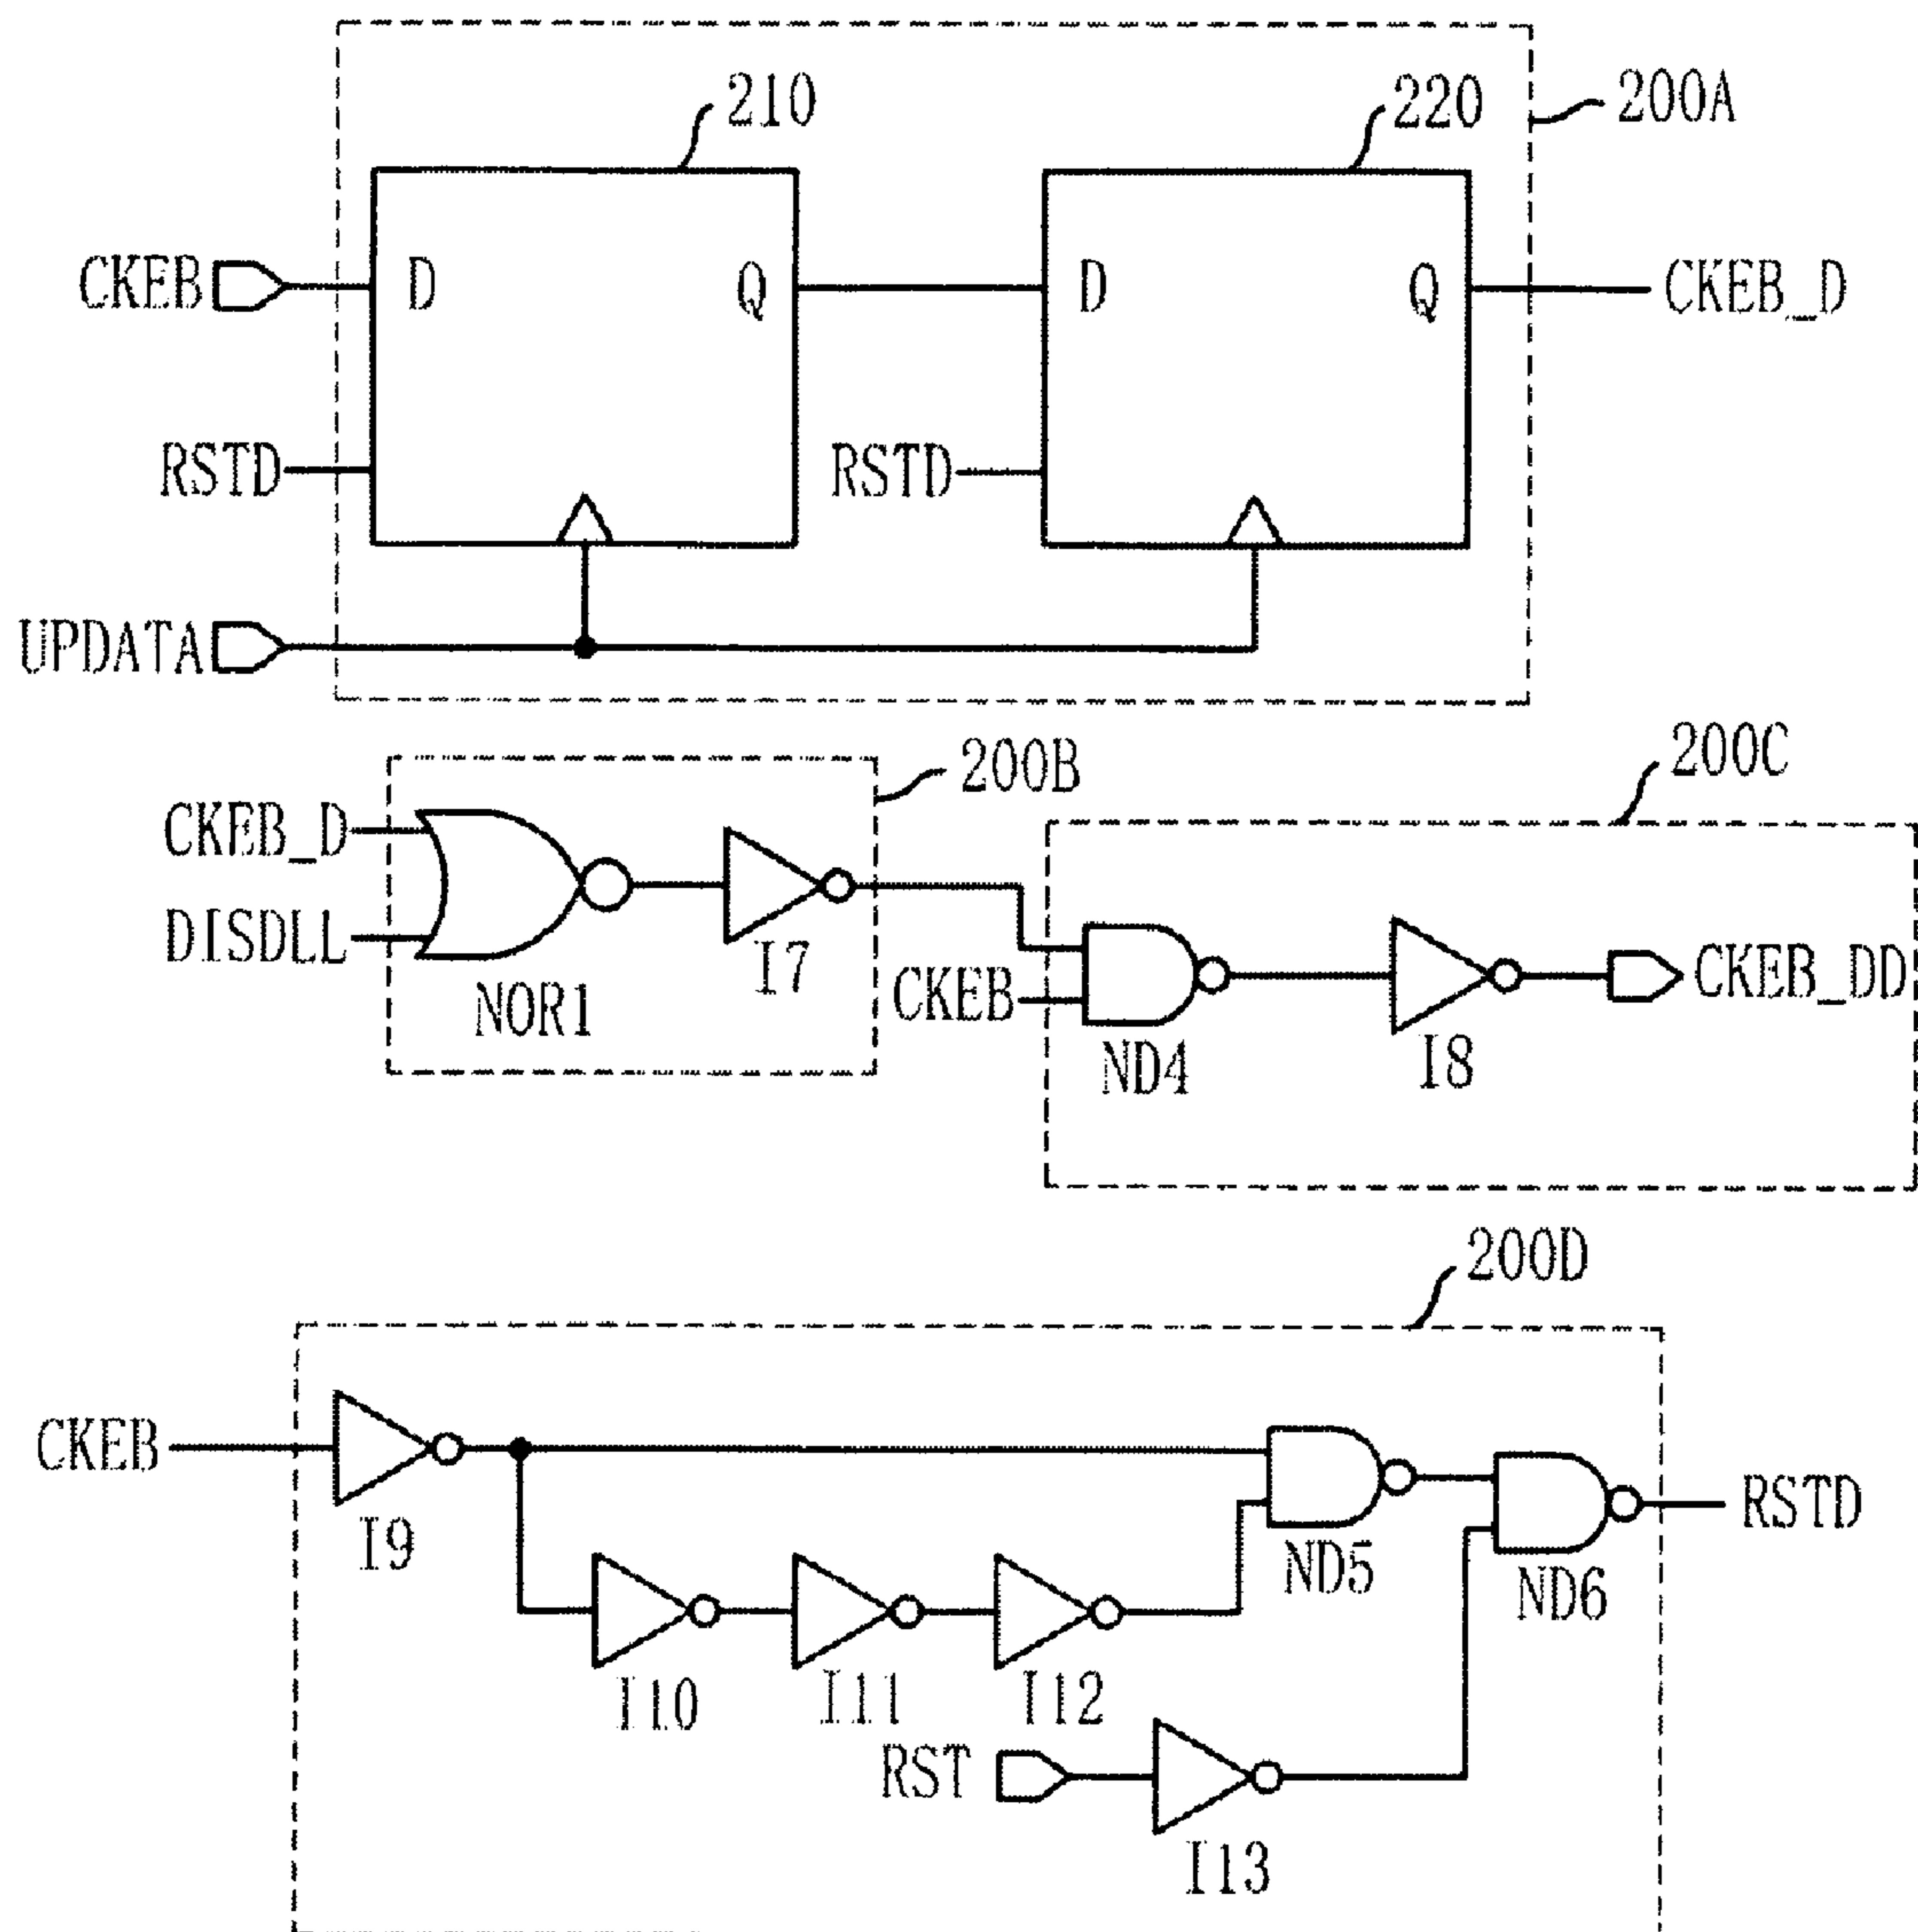 210
220
200A
CKEB
D
Q
D
Q
CKEB_D
RSTD
RSTD
UPDATA
200B
200C
CKEB_D
DISDLL
NOR1
I7
CKEB
ND4
I8
CKEB_DD
200D
CKEB
I9
ND5
RSTD
ND6
I10
I11
I12
RST
I13